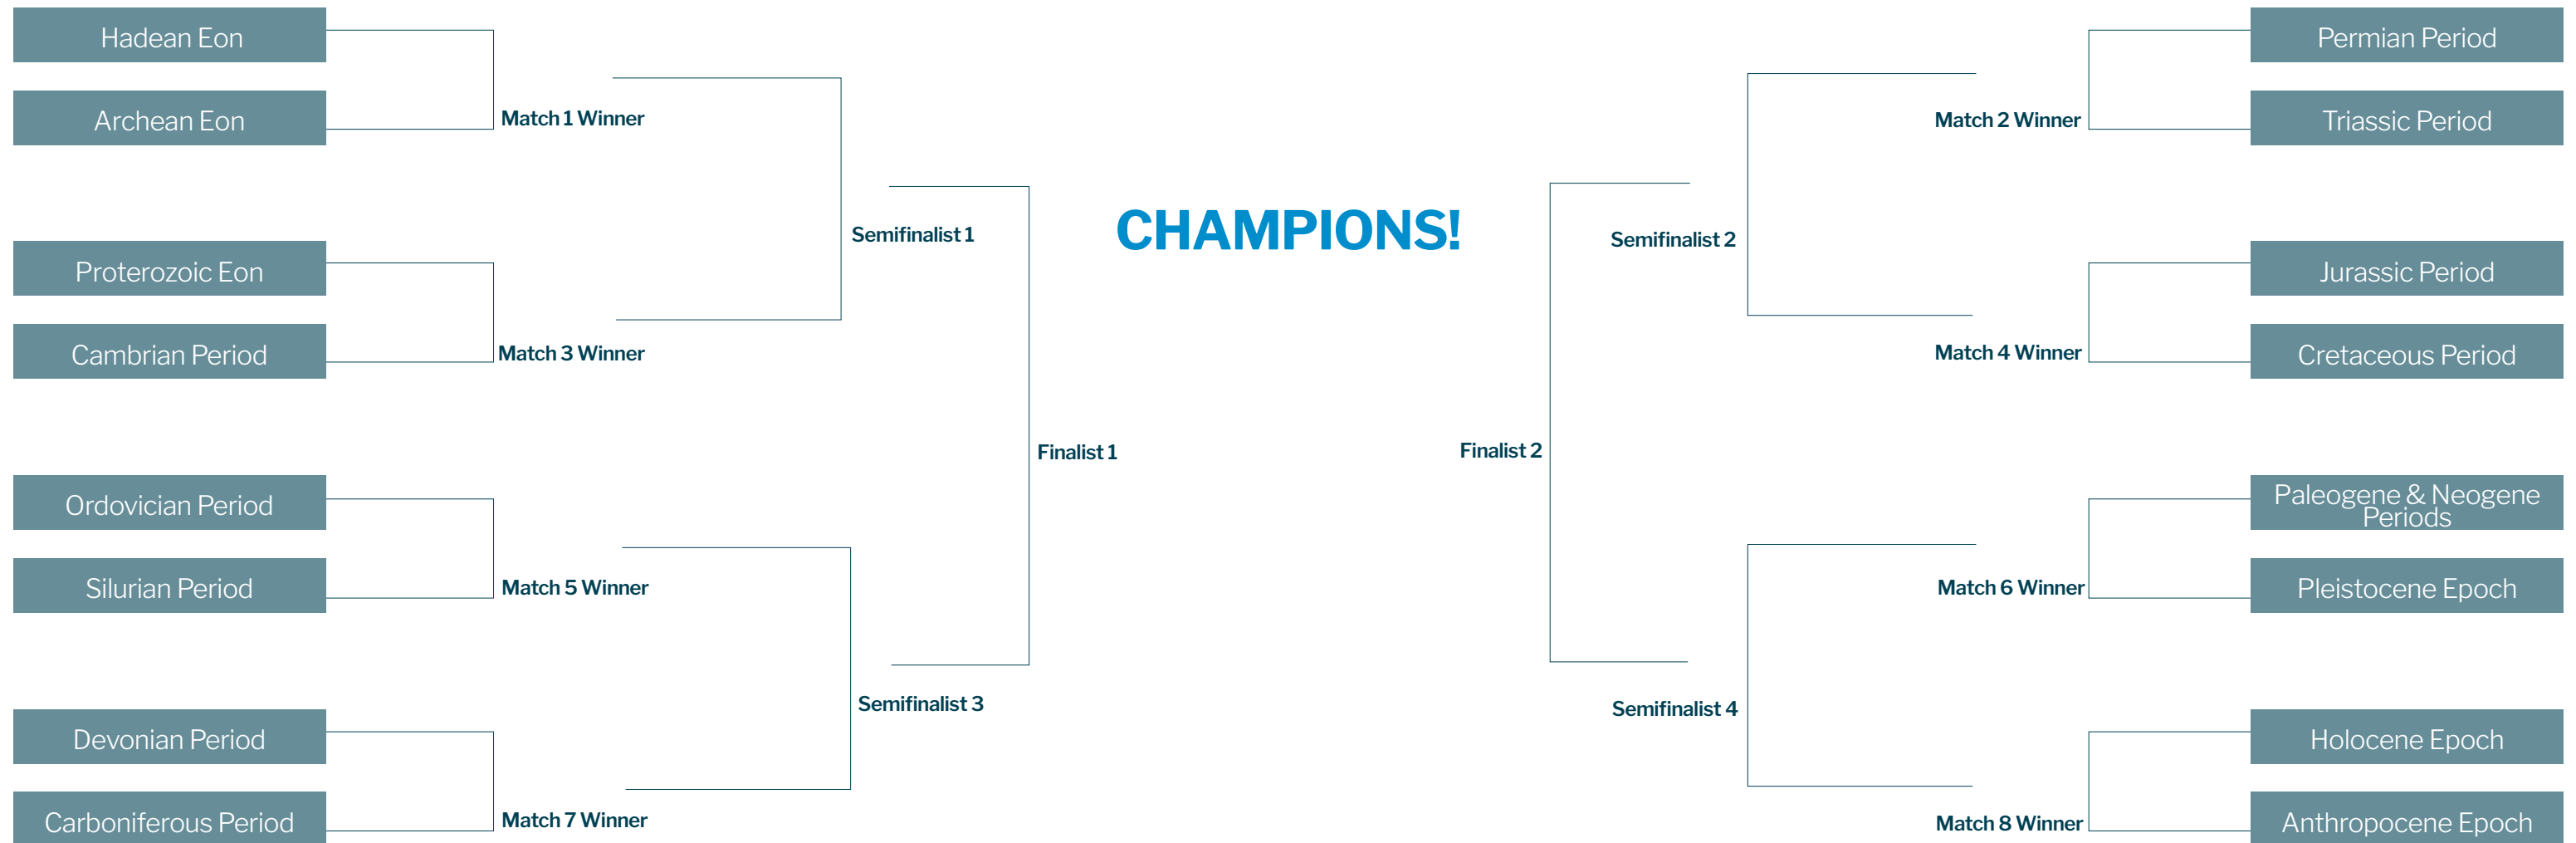 Hadean Eon
Archean Eon
Match 1 Winner
Proterozoic Eon
Cambrian Period
Match 3 Winner
Semifinalist 1
Ordovician Period
Silurian Period
Match 5 Winner
Devonian Period
Carboniferous Period
Match 7 Winner
Semifinalist 3
Finalist 1
CHAMPIONS!
Finalist 2
Semifinalist 2
Match 2 Winner
Permian Period
Triassic Period
Match 4 Winner
Jurassic Period
Cretaceous Period
Semifinalist 4
Match 6 Winner
Paleogene & Neogene
Periods
Pleistocene Epoch
Match 8 Winner
Holocene Epoch
Anthropocene Epoch